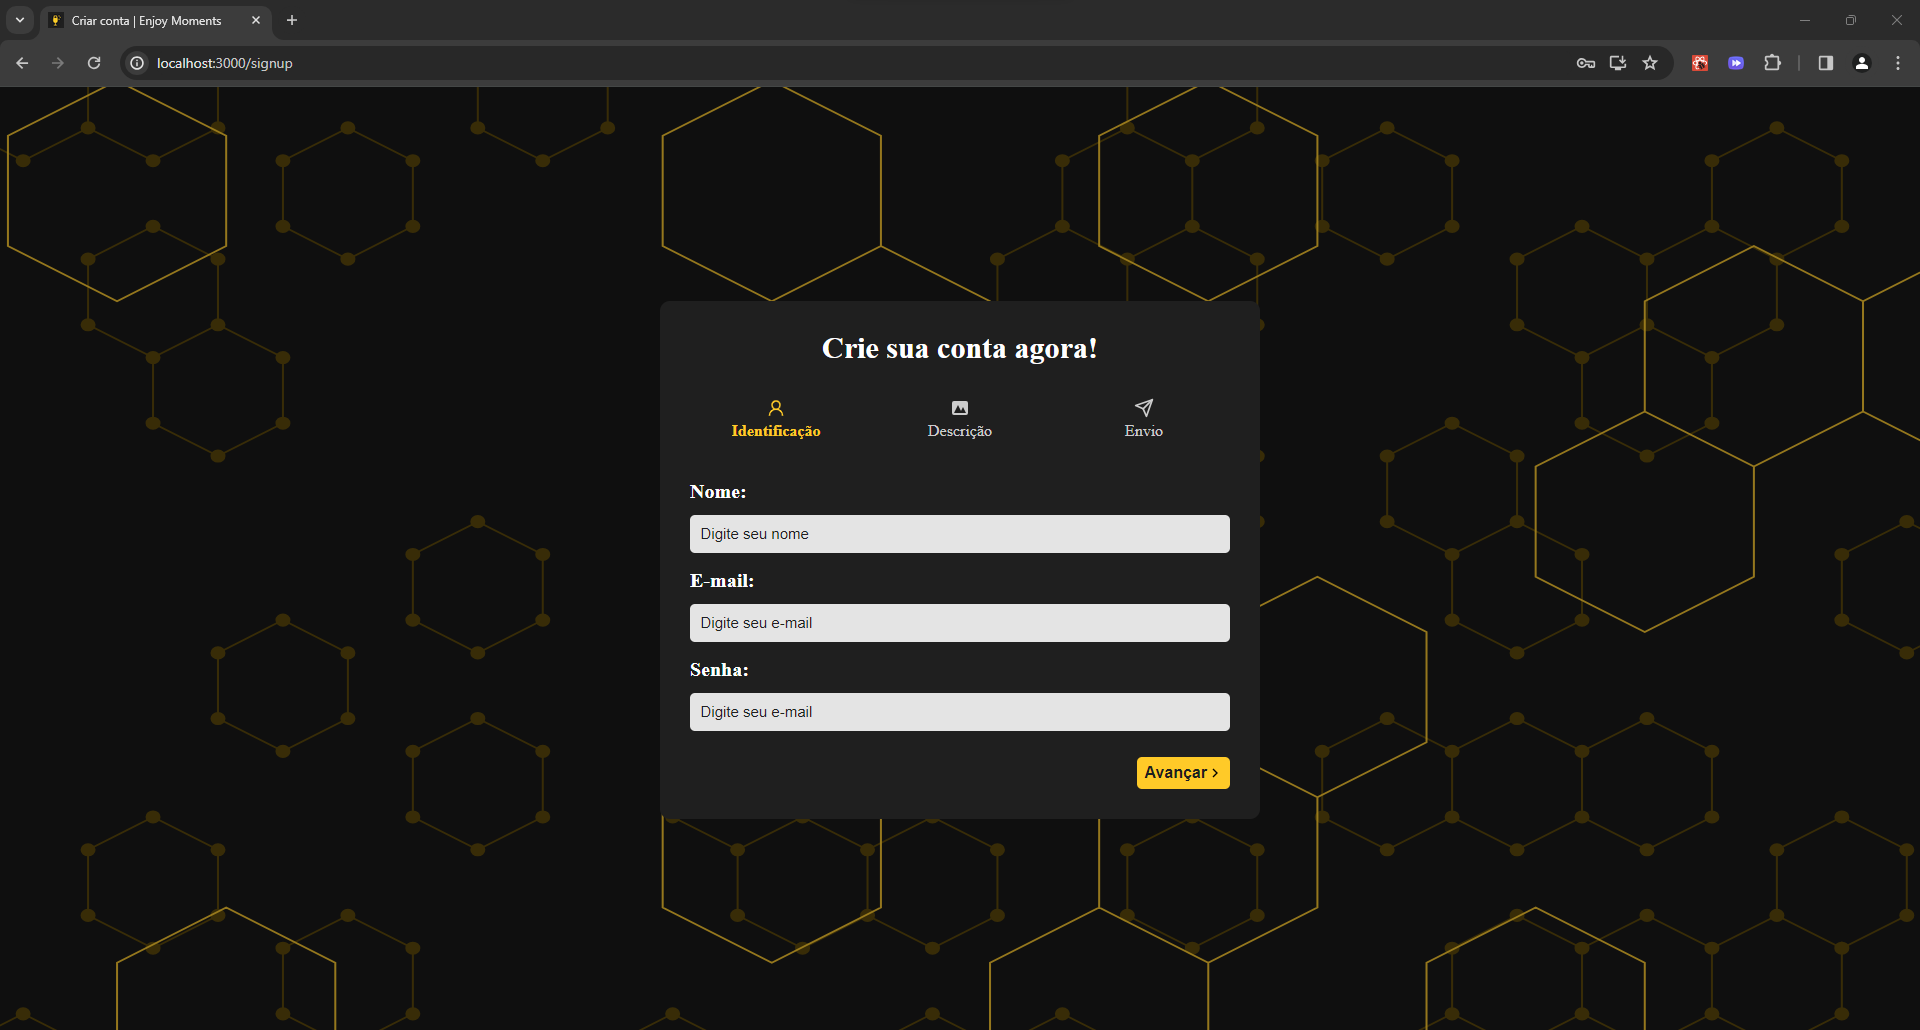 Criar conta | Enjoy Moments
localhost:3000/signup
Crie sua conta agora!
Identificação
Descrição
Envio
Nome:
Digite seu nome
E-mail:
Digite seu e-mail
Senha:
Digite seu e-mail
Avançar